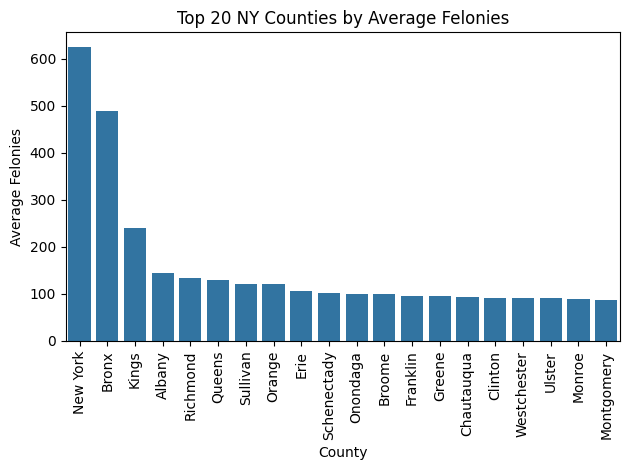 Top 20 NY Counties by Average Felonies
Average Felonies
600
500
400
300
200
100
0
New York
Bronx
Kings
Albany
Richmond
Queens
Sullivan
Orange
Erie
Schenectady
Onondaga
Broome
Franklin
Greene
Chautauqua
Clinton
Westchester
Ulster
Monroe
Montgomery
County